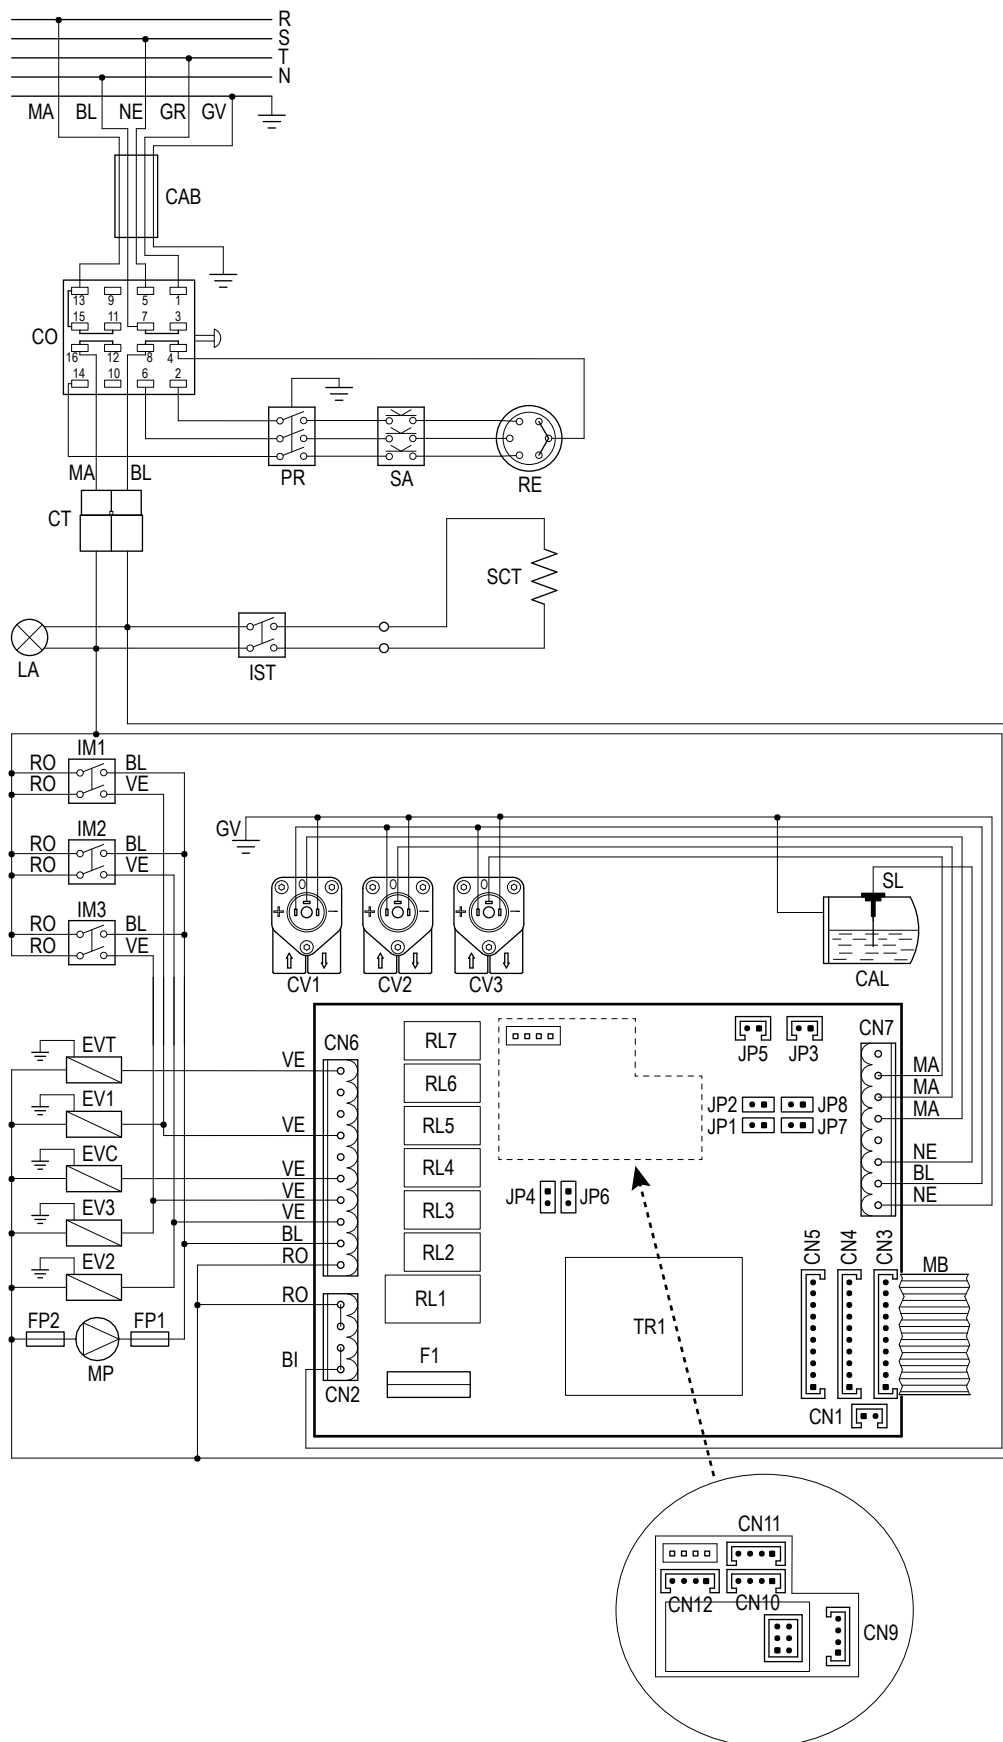 R
S
T
N
MA BL NE GR GV
CAB
CO
13 9 5 1
15 11 7 3
16 12 8 4
14 10 6 2
MA BL
PR SA RE
CT
SCT
LA IST
IM1
RO BL
RO VE
IM2
RO BL
RO VE
IM3
RO BL
RO VE
GV
0 0 0
+ − + − + −
CV1 CV2 CV3
SL
CAL
EVT
EV1
EVC
EV3
EV2
FP2 FP1
MP
CN6
VE
VE
VE
VE
VE
BL
RO
RO
BI
CN2
RL7
RL6
RL5
RL4
RL3
RL2
RL1
F1
JP5 JP3
JP2 JP8
JP1 JP7
JP4 JP6
TR1
CN7
MA
MA
MA
NE
BL
NE
CN5 CN4 CN3
MB
CN1
CN11
CN12 CN10
CN9